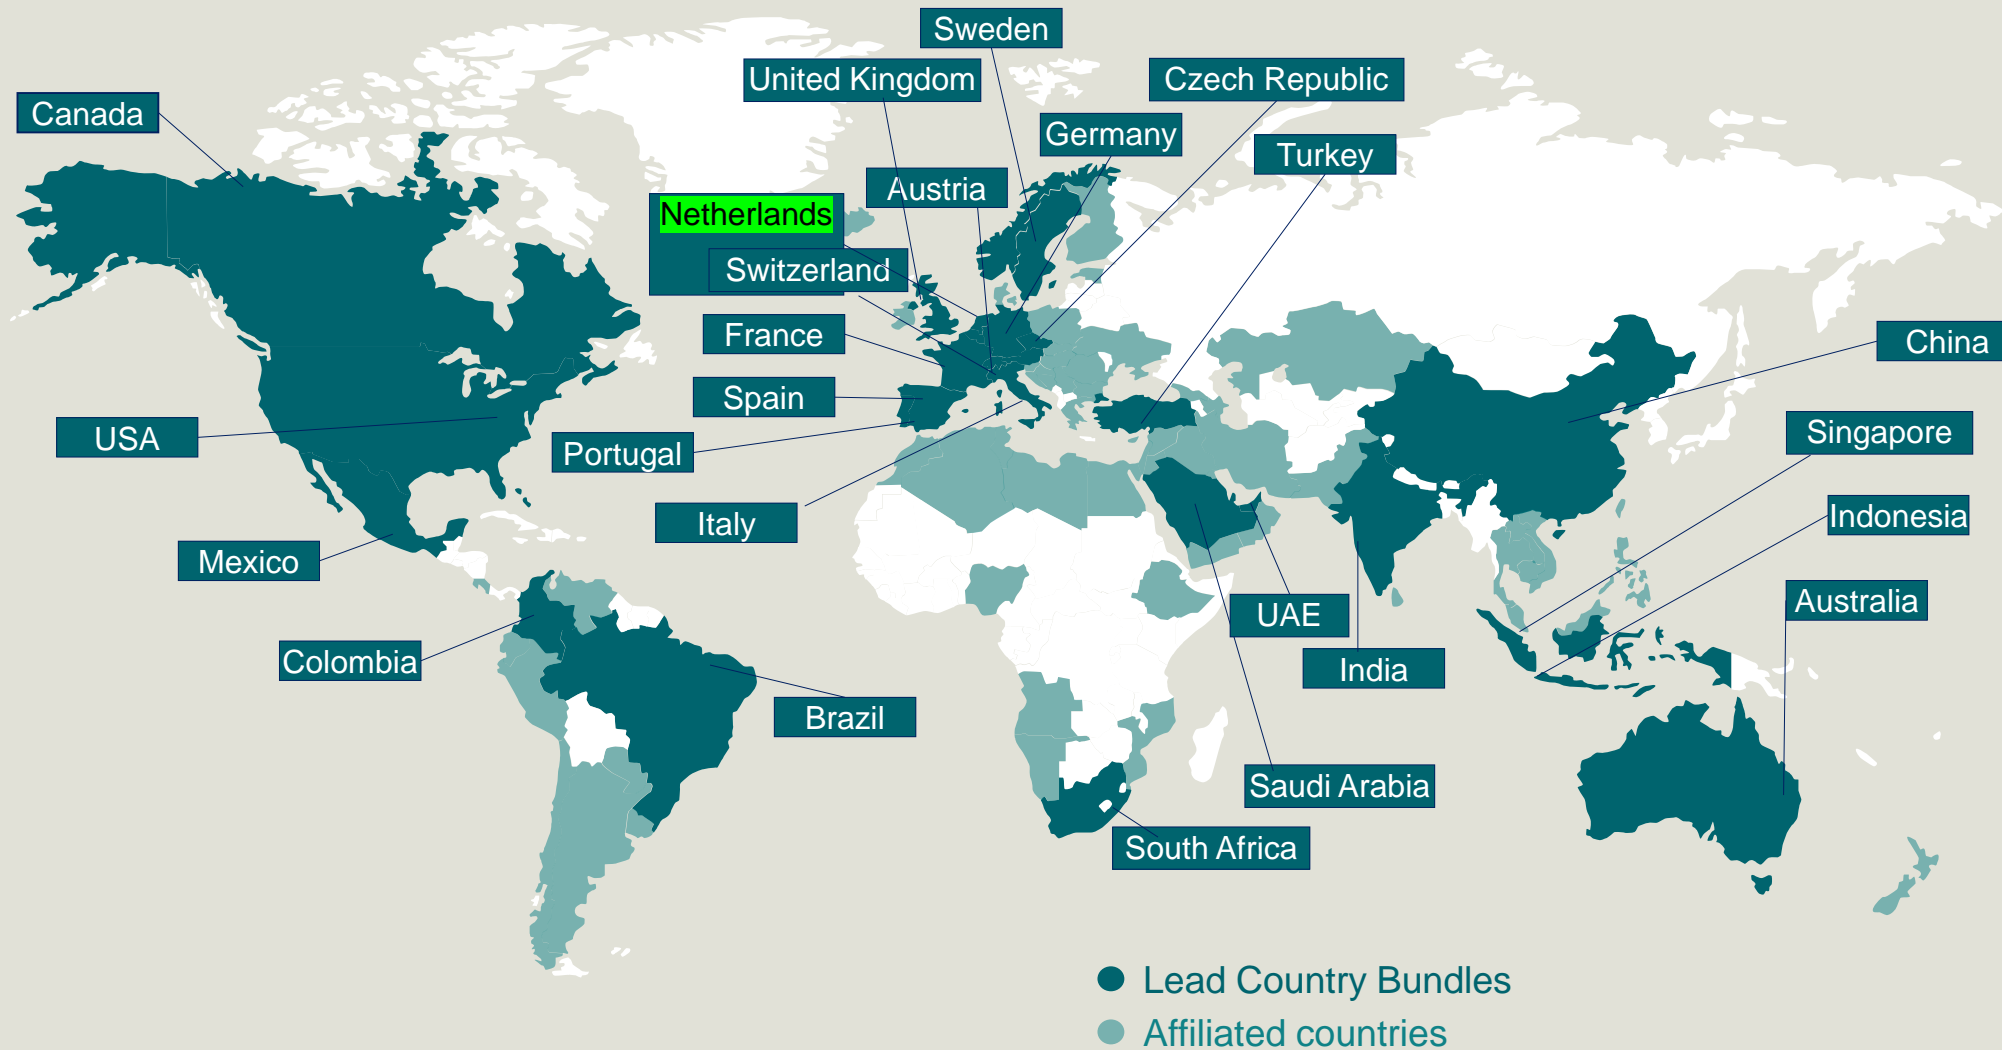 Sweden
United Kingdom
Czech Republic
Canada
Germany
Turkey
Austria
Netherlands
Switzerland
France
China
Spain
USA
Singapore
Portugal
Italy
Indonesia
Mexico
Australia
UAE
Colombia
India
Brazil
Saudi Arabia
South Africa
Lead Country Bundles
Affiliated countries